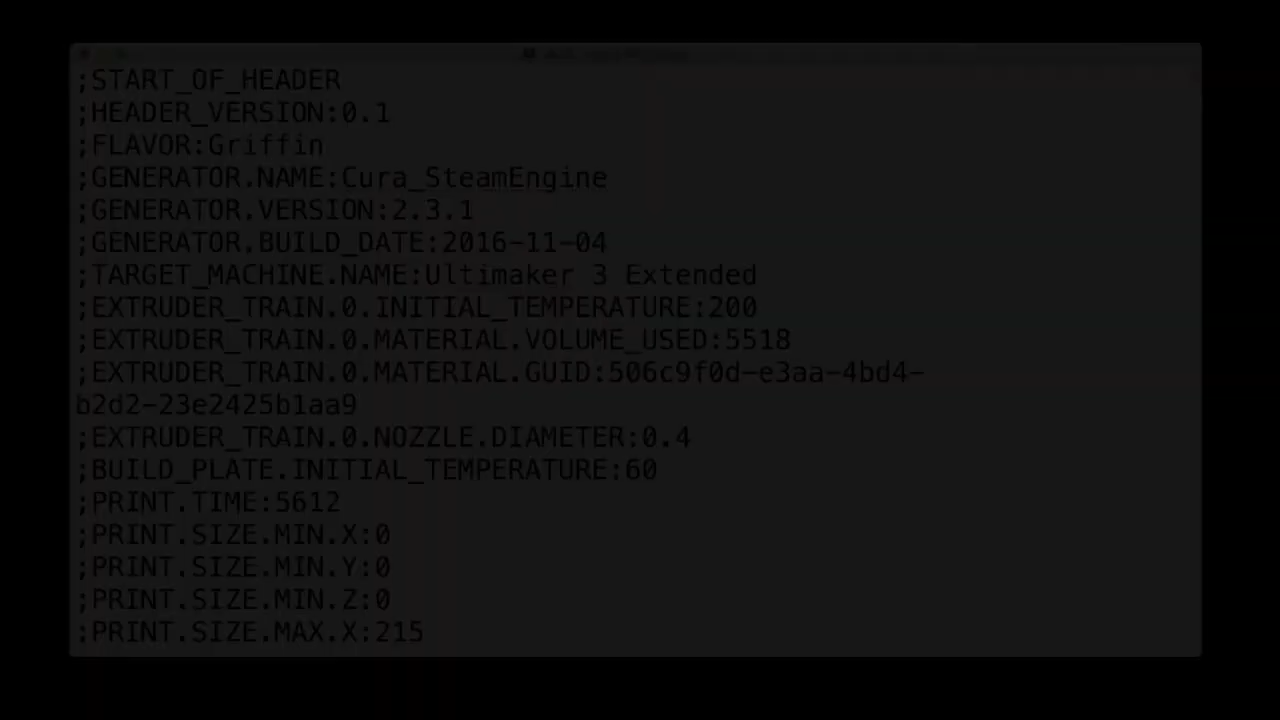 ;START_OF_HEADER
;HEADER_VERSION:0.1
;FLAVOR:Griffin
;GENERATOR.NAME:Cura_SteamEngine
;GENERATOR.VERSION:2.3.1
;GENERATOR.BUILD_DATE:2016-11-04
;TARGET_MACHINE.NAME:Ultimaker 3 Extended
;EXTRUDER_TRAIN.0.INITIAL_TEMPERATURE:200
;EXTRUDER_TRAIN.0.MATERIAL.VOLUME_USED:5518
;EXTRUDER_TRAIN.0.MATERIAL.GUID:506c9f0d-e3aa-4bd4-
b2d2-23e2425b1aa9
;EXTRUDER_TRAIN.0.NOZZLE.DIAMETER:0.4
;BUILD_PLATE.INITIAL_TEMPERATURE:60
;PRINT.TIME:5612
;PRINT.SIZE.MIN.X:0
;PRINT.SIZE.MIN.Y:0
;PRINT.SIZE.MIN.Z:0
;PRINT.SIZE.MAX.X:215